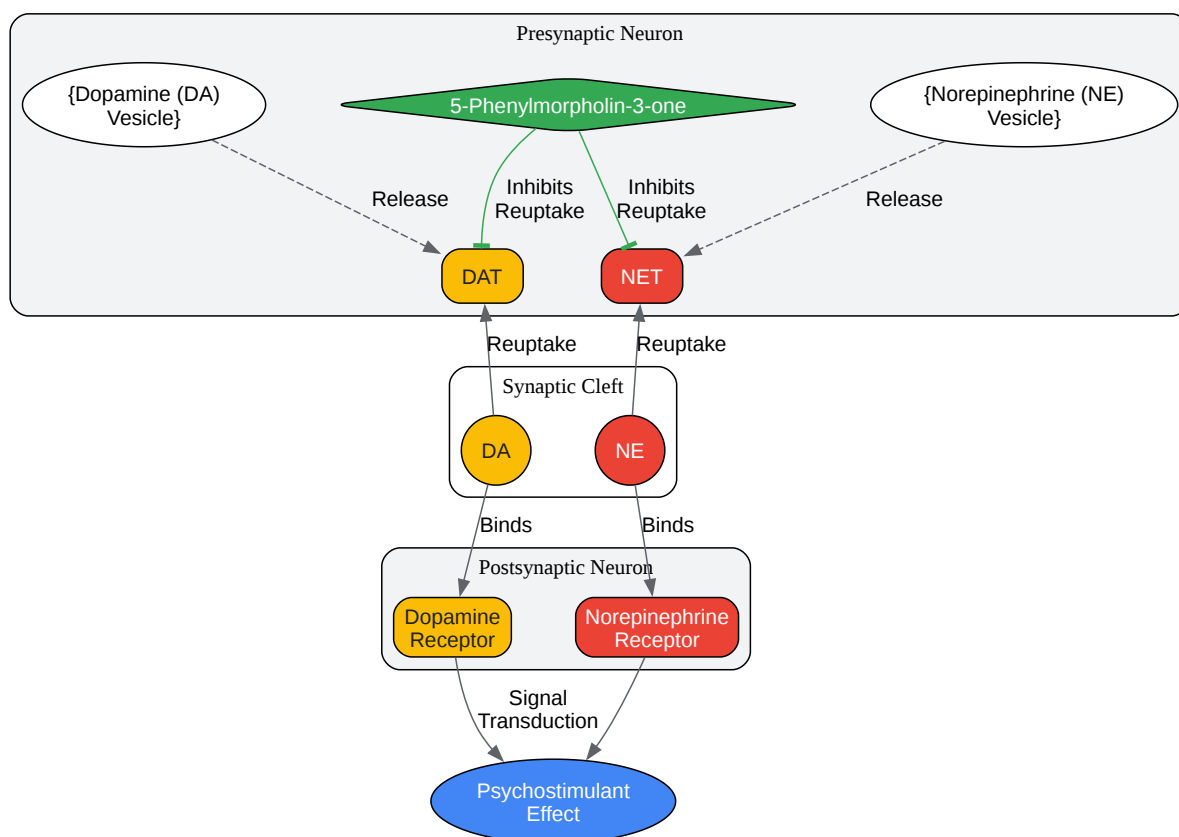 Presynaptic Neuron
{Dopamine (DA)
Vesicle}
5-Phenylmorpholin-3-one
{Norepinephrine (NE)
Vesicle}
Release
Inhibits
Reuptake
Inhibits
Reuptake
Release
DAT
NET
Reuptake
Reuptake
Synaptic Cleft
DA
NE
Binds
Binds
Postsynaptic Neuron
Dopamine
Receptor
Norepinephrine
Receptor
Signal
Transduction
Psychostimulant
Effect